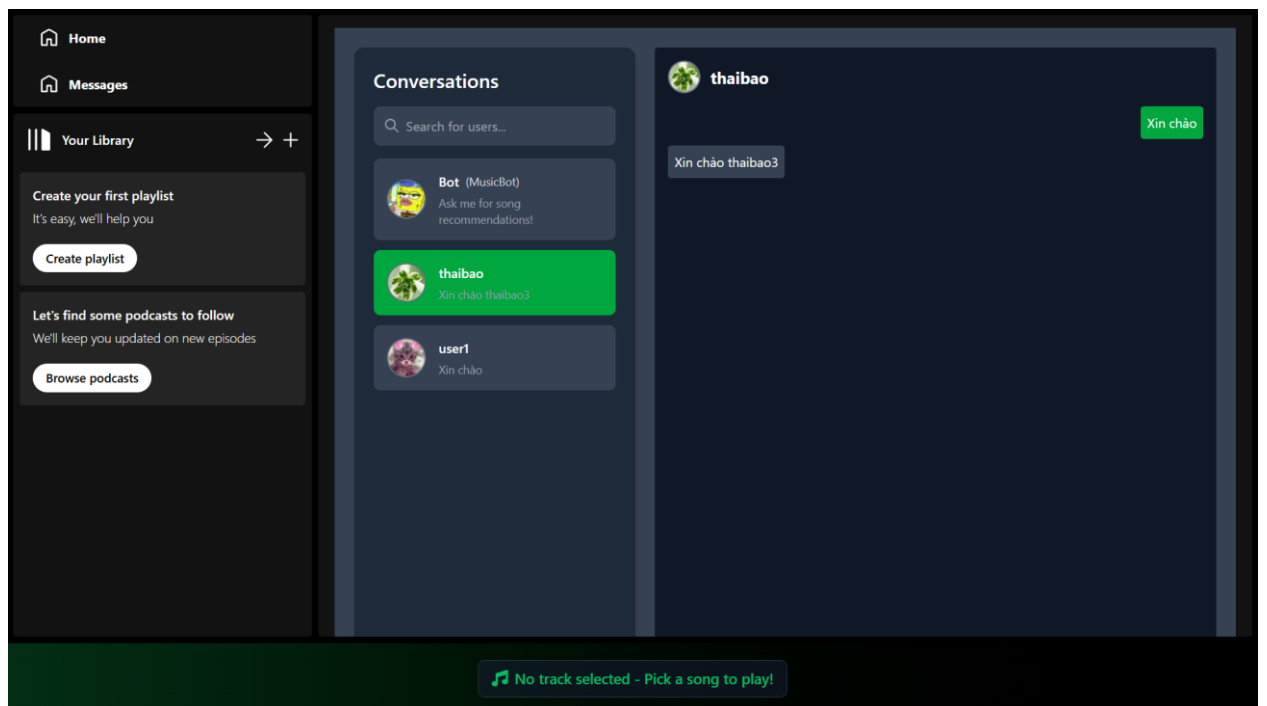 Home
Messages
Your Library
Create your first playlist
It's easy, we'll help you
Create playlist
Let's find some podcasts to follow
We'll keep you updated on new episodes
Browse podcasts
Conversations
Search for users...
Bot (MusicBot)
Ask me for song
recommendations!
thaibao
Xin chào thaibao3
user1
Xin chào
thaibao
Xin chào
Xin chào thaibao3
No track selected - Pick a song to play!